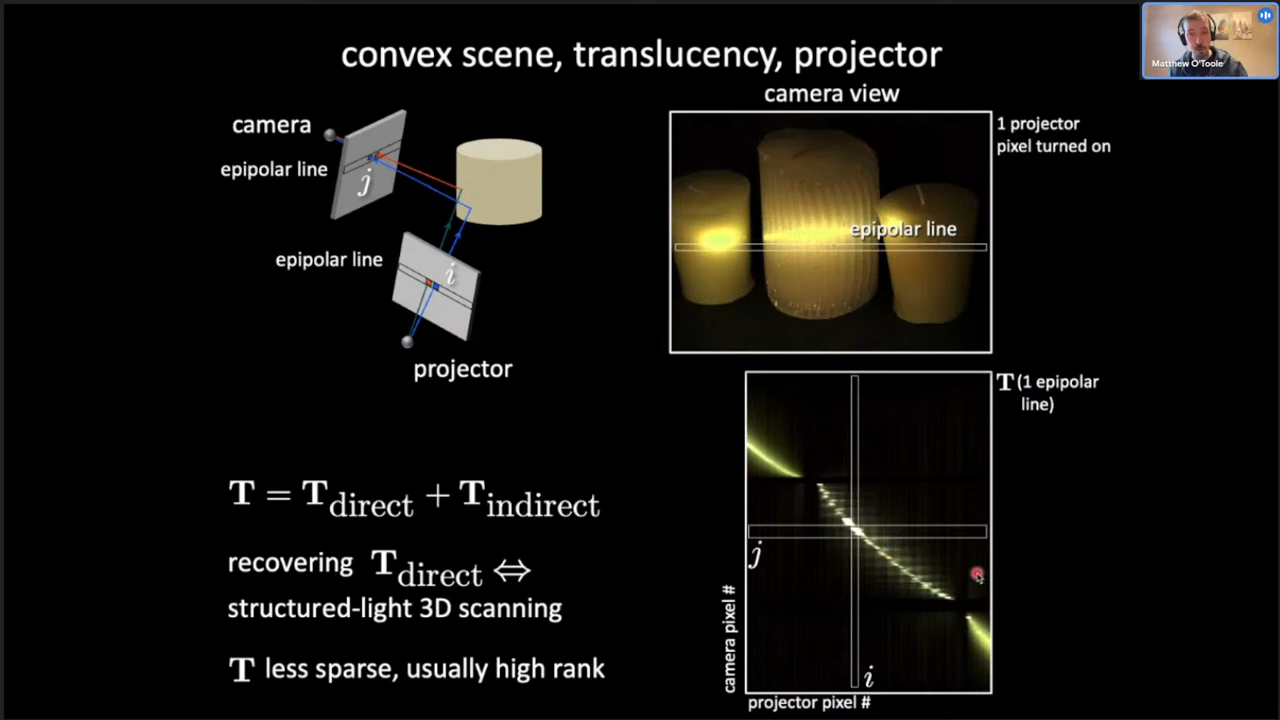 Matthew O'Toole
convex scene, translucency, projector
camera
epipolar line
j
epipolar line
i
projector
camera view
1 projector
pixel turned on
epipolar line
T = T direct + T indirect
recovering T direct ⇔
structured-light 3D scanning
T less sparse, usually high rank
T (1 epipolar
line)
j
i
camera pixel #
projector pixel #